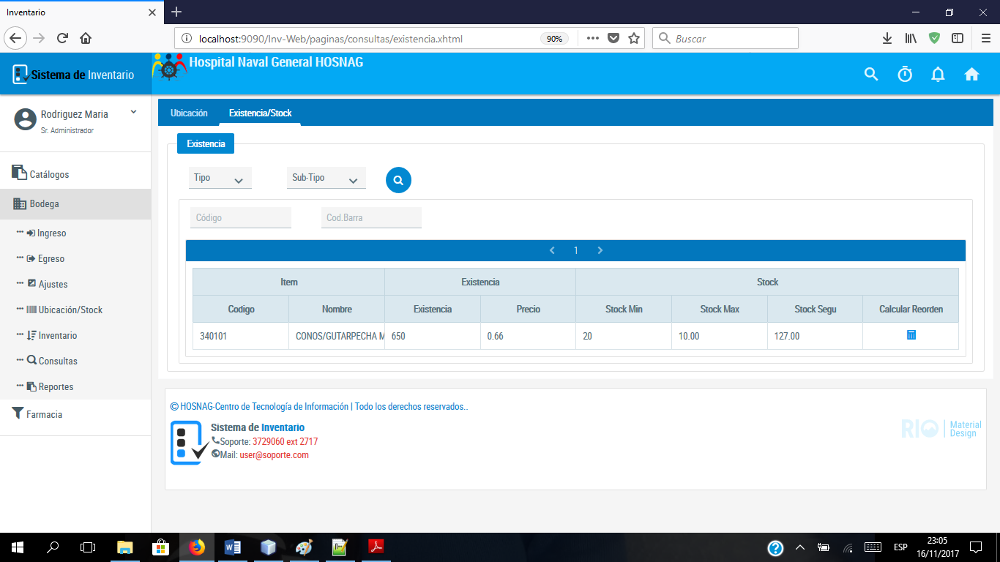 Inventario
localhost:9090/Inv-Web/paginas/consultas/existencia.xhtml
90%
Buscar
Sistema de Inventario
Hospital Naval General HOSNAG
Rodriguez Maria
Sr. Administrador
Catálogos
Bodega
Ingreso
Egreso
Ajustes
Ubicación/Stock
Inventario
Consultas
Reportes
Farmacia
Ubicación Existencia/Stock
Existencia
Tipo Sub-Tipo
Código Cod.Barra
1
Item Existencia Stock
Codigo Nombre Existencia Precio Stock Min Stock Max Stock Segu Calcular Reorden
340101 CONOS/GUTARPECHA M 650 0.66 20 10.00 127.00
© HOSNAG-Centro de Tecnología de Información | Todo los derechos reservados..
Sistema de Inventario
Soporte: 3729060 ext 2717
Mail: user@soporte.com
RIO | Material Design
ESP
23:05
16/11/2017